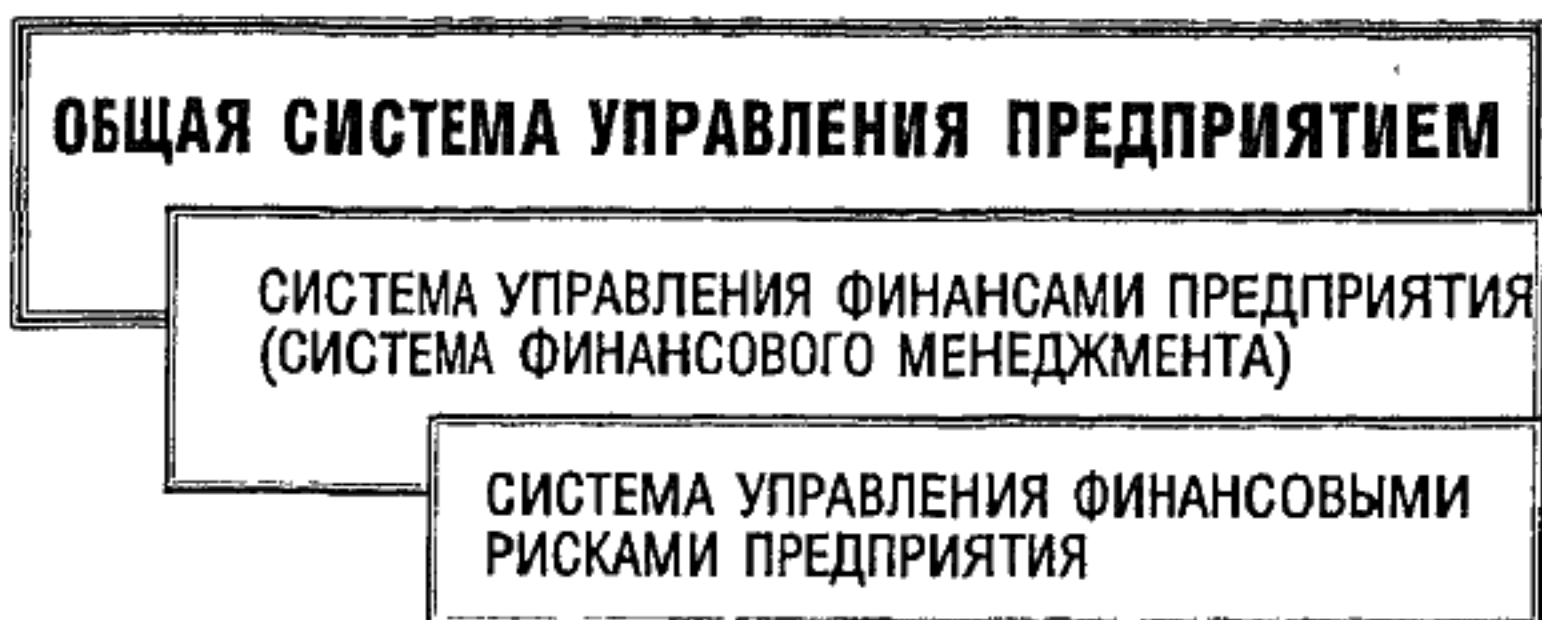 ОБЩАЯ СИСТЕМА УПРАВЛЕНИЯ ПРЕДПРИЯТИЕМ
СИСТЕМА УПРАВЛЕНИЯ ФИНАНСАМИ ПРЕДПРИЯТИЯ
(СИСТЕМА ФИНАНСОВОГО МЕНЕДЖМЕНТА)
СИСТЕМА УПРАВЛЕНИЯ ФИНАНСОВЫМИ
РИСКАМИ ПРЕДПРИЯТИЯ